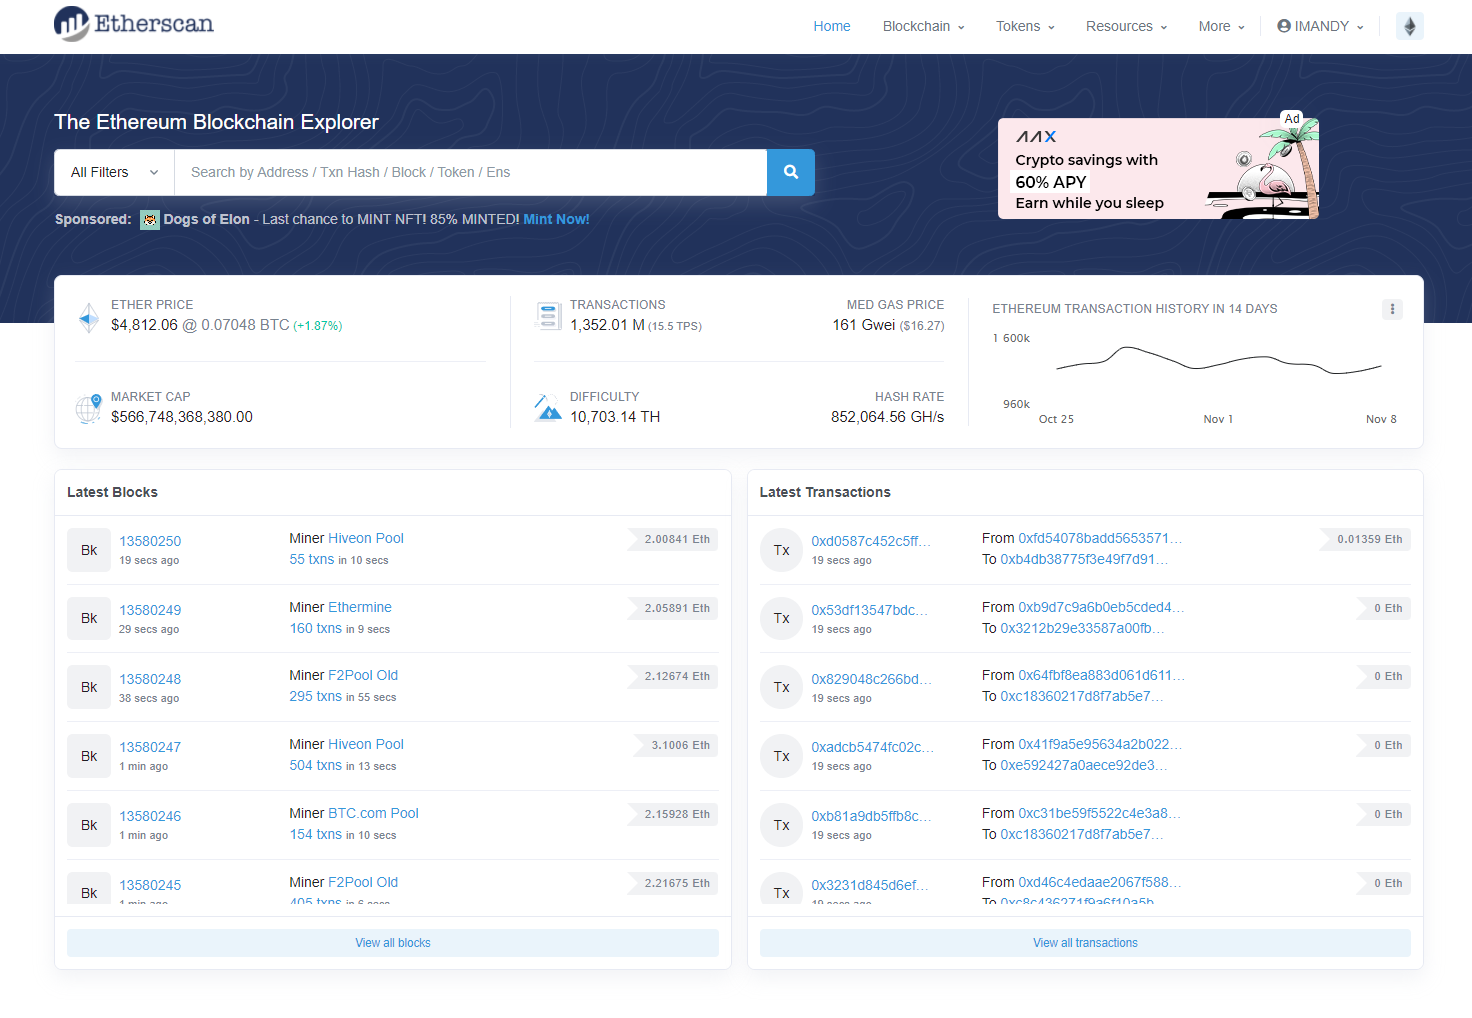 Etherscan
Home Blockchain Tokens Resources More IMANDY
The Ethereum Blockchain Explorer
All Filters Search by Address / Txn Hash / Block / Token / Ens
Sponsored: Dogs of Elon - Last chance to MINT NFT! 85% MINTED! Mint Now!
Ad
AAX
Crypto savings with
60% APY
Earn while you sleep
ETHER PRICE
$4,812.06 @ 0.07048 BTC (+1.87%)
MARKET CAP
$566,748,368,380.00
TRANSACTIONS
1,352.01 M (15.5 TPS)
MED GAS PRICE
161 Gwei ($16.27)
DIFFICULTY
10,703.14 TH
HASH RATE
852,064.56 GH/s
ETHEREUM TRANSACTION HISTORY IN 14 DAYS
1 600k
960k
Oct 25 Nov 1 Nov 8
Latest Blocks
Bk 13580250 Miner Hiveon Pool 2.00841 Eth
19 secs ago 55 txns in 10 secs
Bk 13580249 Miner Ethermine 2.05891 Eth
29 secs ago 160 txns in 9 secs
Bk 13580248 Miner F2Pool Old 2.12674 Eth
38 secs ago 295 txns in 55 secs
Bk 13580247 Miner Hiveon Pool 3.1006 Eth
1 min ago 504 txns in 13 secs
Bk 13580246 Miner BTC.com Pool 2.15928 Eth
1 min ago 154 txns in 10 secs
Bk 13580245 Miner F2Pool Old 2.21675 Eth
1 min ago 405 txns in 6 secs
View all blocks
Latest Transactions
Tx 0xd0587c452c5ff... From 0xfd54078badd5653571... 0.01359 Eth
19 secs ago To 0xb4db38775f3e49f7d91...
Tx 0x53df13547bdc... From 0xb9d7c9a6b0eb5cded4... 0 Eth
19 secs ago To 0x3212b29e33587a00fb...
Tx 0x829048c266bd... From 0x64fbf8ea883d061d611... 0 Eth
19 secs ago To 0xc18360217d8f7ab5e7...
Tx 0xadcb5474fc02c... From 0x41f9a5e95634a2b022... 0 Eth
19 secs ago To 0xe592427a0aece92de3...
Tx 0xb81a9db5ffb8c... From 0xc31be59f5522c4e3a8... 0 Eth
19 secs ago To 0xc18360217d8f7ab5e7...
Tx 0x3231d845d6ef... From 0xd46c4edaae2067f588... 0 Eth
19 secs ago To 0xc8c436271f9a6f10a5b...
View all transactions